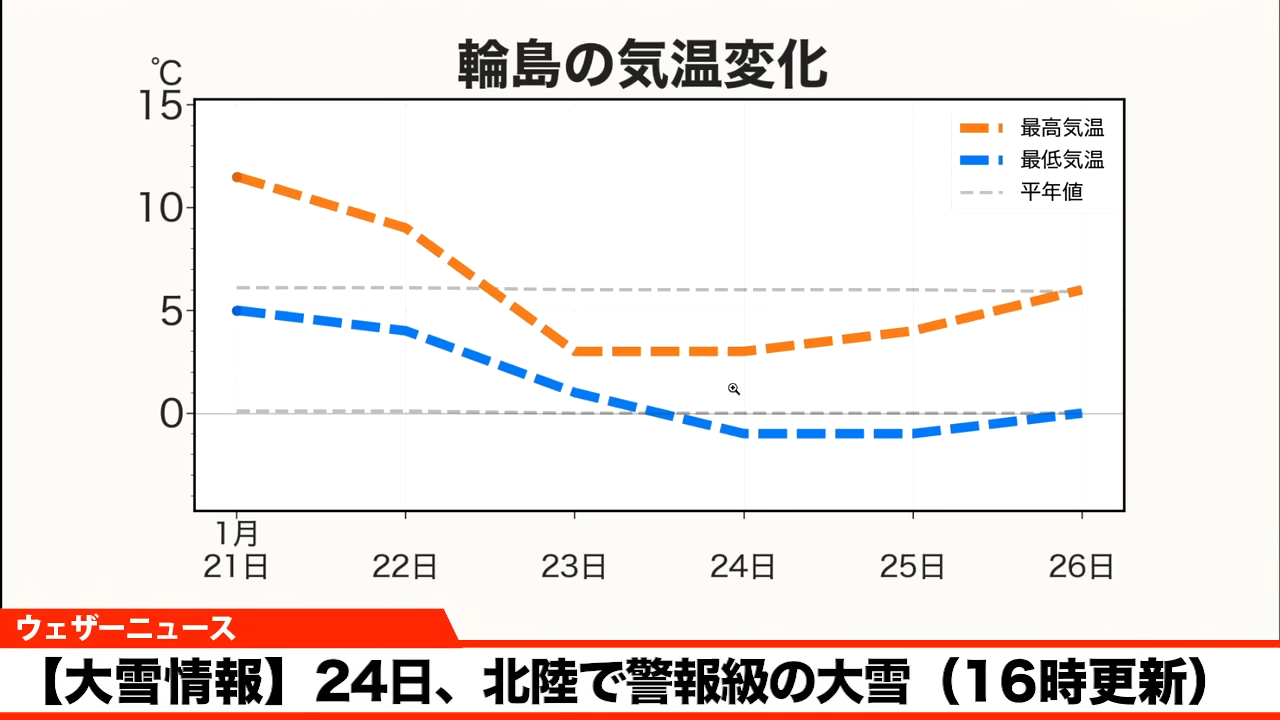 輪島の気温変化
℃
15
10
5
0
最高気温
最低気温
平年値
1月
21日 22日 23日 24日 25日 26日
ウェザーニュース
【大雪情報】24日、北陸で警報級の大雪（16時更新）